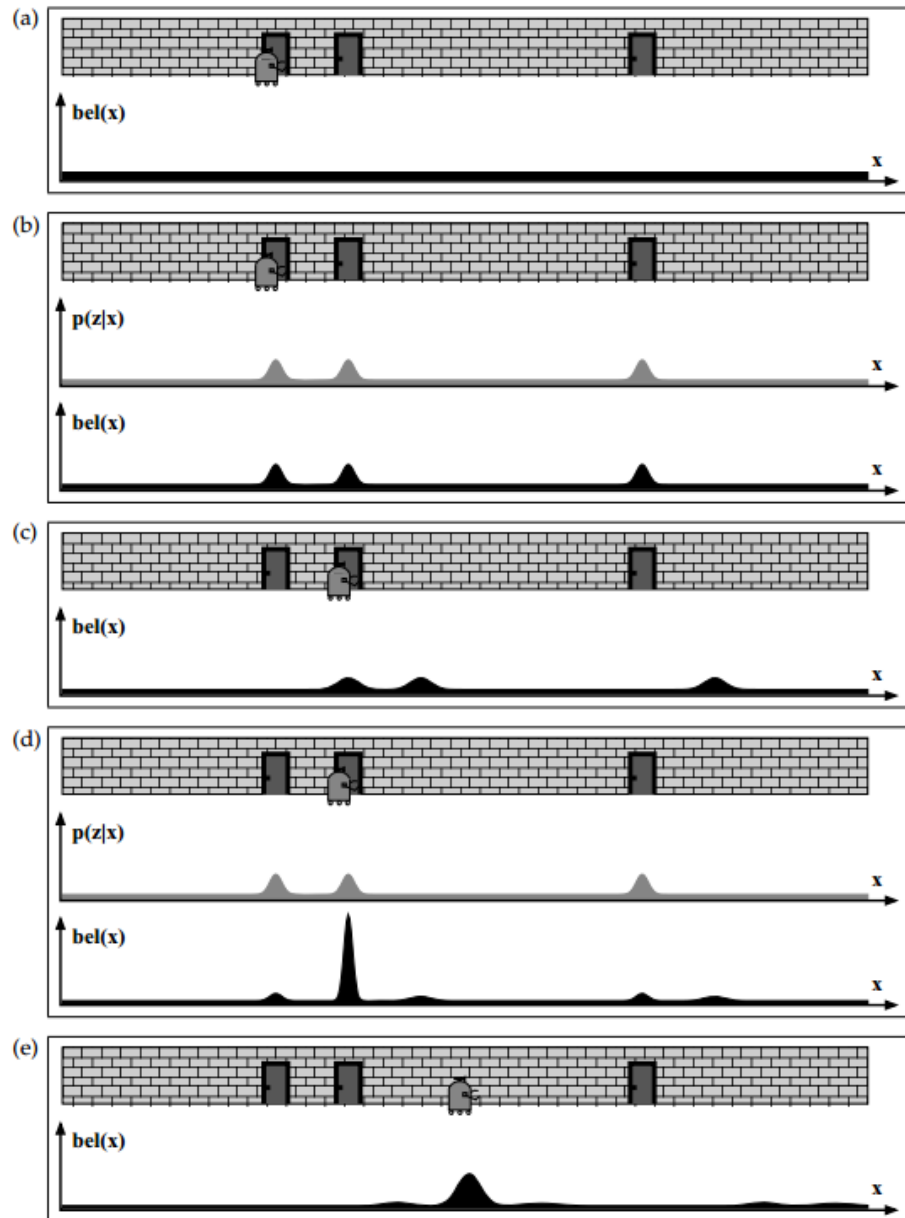 (a)
bel(x)
x
(b)
p(z|x)
x
bel(x)
x
(c)
bel(x)
x
(d)
p(z|x)
x
bel(x)
x
(e)
bel(x)
x